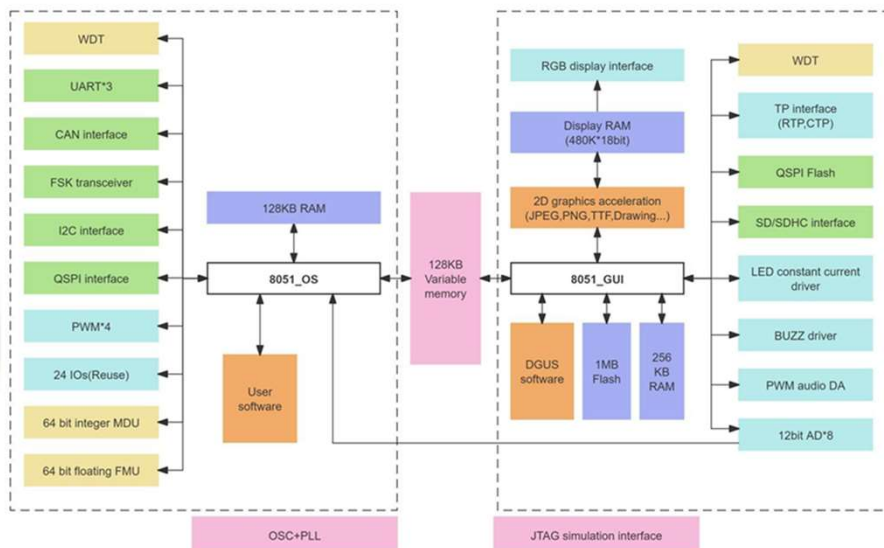 WDT
UART*3
CAN interface
FSK transceiver
I2C interface
QSPI interface
PWM*4
24 IOs(Reuse)
64 bit integer MDU
64 bit floating FMU
128KB RAM
8051_OS
User
software
OSC+PLL
128KB
Variable
memory
RGB display interface
Display RAM
(480K*18bit)
2D graphics acceleration
(JPEG,PNG,TTF,Drawing...)
8051_GUI
DGUS
software
1MB
Flash
256
KB
RAM
JTAG simulation interface
WDT
TP interface
(RTP,CTP)
QSPI Flash
SD/SDHC interface
LED constant current
driver
BUZZ driver
PWM audio DA
12bit AD*8